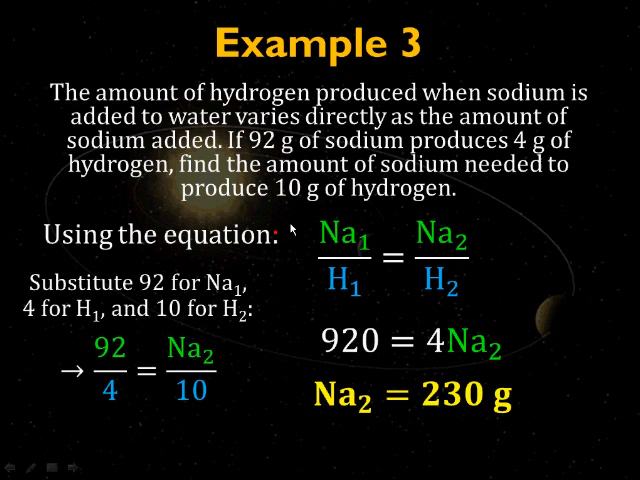 Example 3
The amount of hydrogen produced when sodium is
added to water varies directly as the amount of
sodium added. If 92 g of sodium produces 4 g of
hydrogen, find the amount of sodium needed to
produce 10 g of hydrogen.
Using the equation:
Na₁/H₁ = Na₂/H₂
Substitute 92 for Na₁,
4 for H₁, and 10 for H₂:
→ 92/4 = Na₂/10
920 = 4Na₂
Na₂ = 230 g